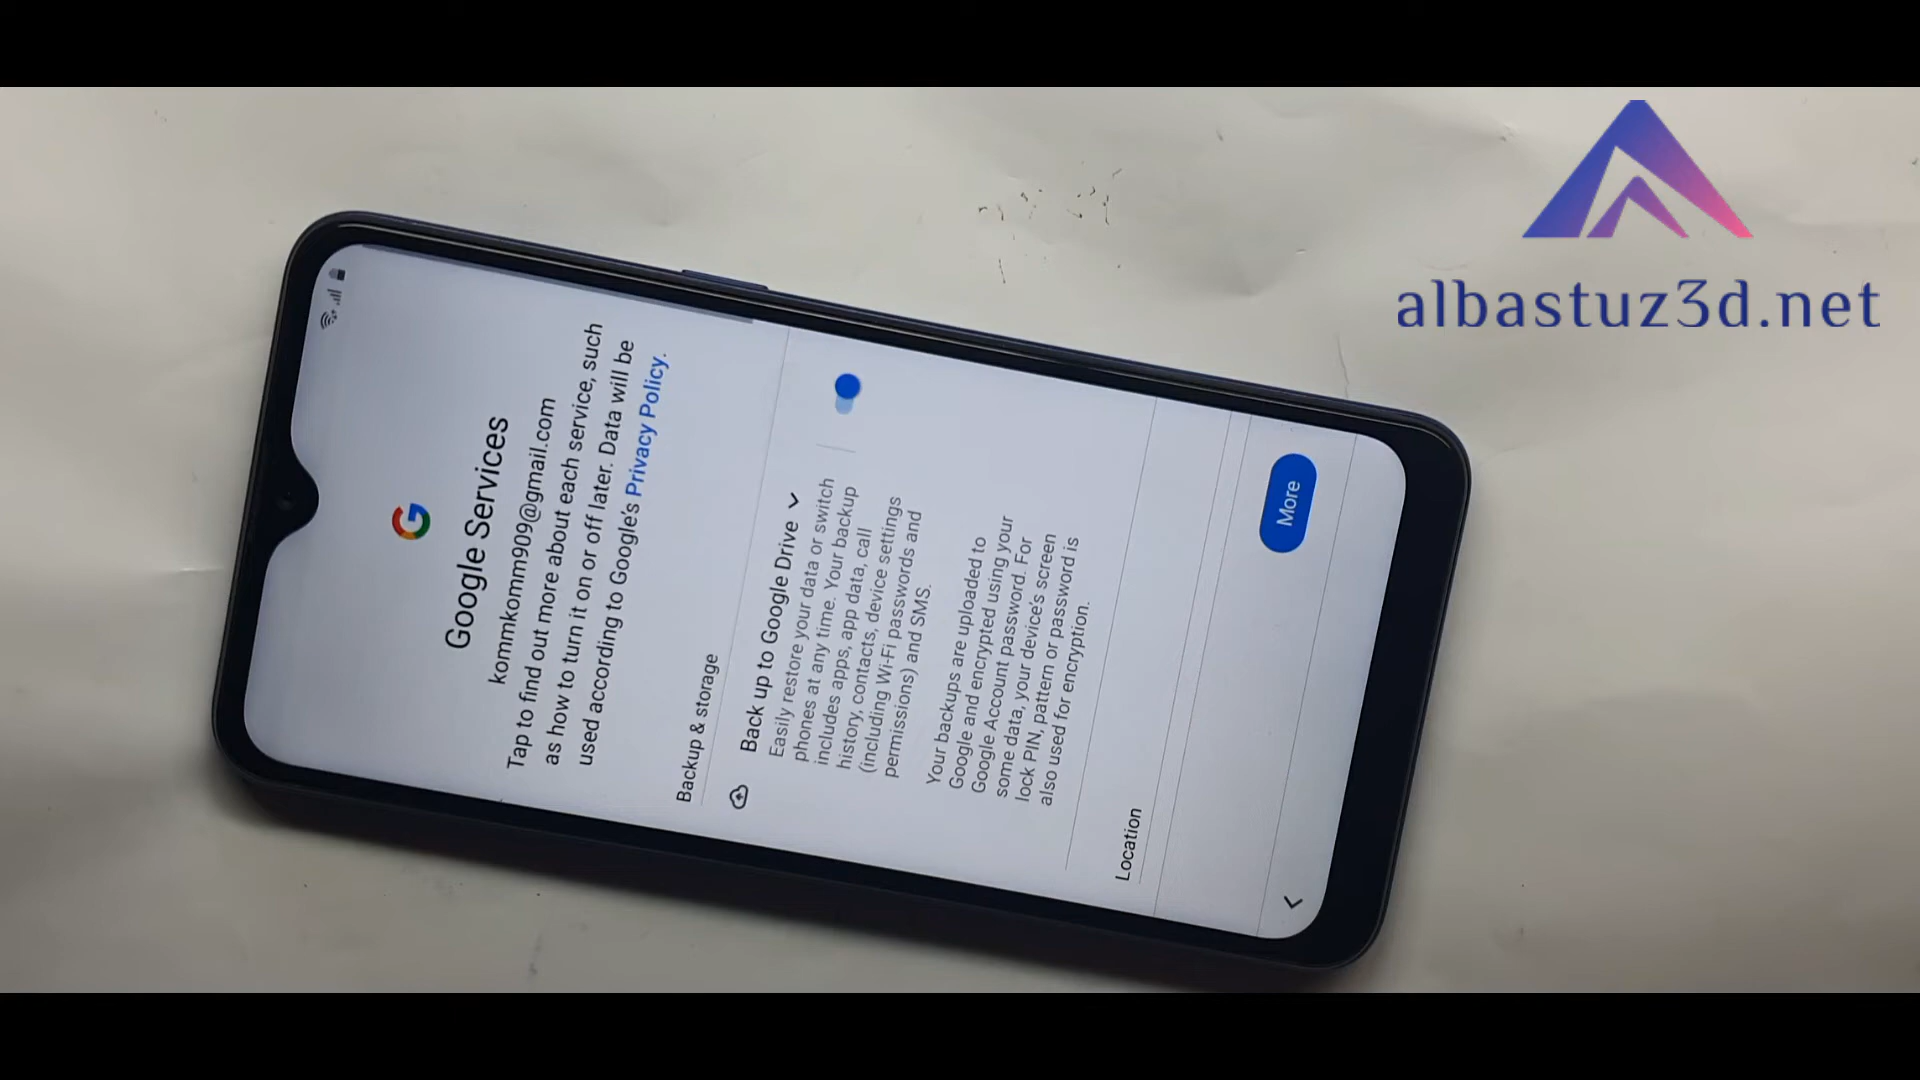 Google Services
kommkomm909@gmail.com
Tap to find out more about each service, such
as how to turn it on or off later. Data will be
used according to Google's Privacy Policy.
Backup & storage
Back up to Google Drive
Easily restore your data or switch
phones at any time. Your backup
includes apps, app data, call
history, contacts, device settings
(including Wi-Fi passwords and
permissions) and SMS.
Your backups are uploaded to
Google and encrypted using your
Google Account password. For
some data, your device's screen
lock PIN, pattern or password is
also used for encryption.
Location
More
albastuz3d.net